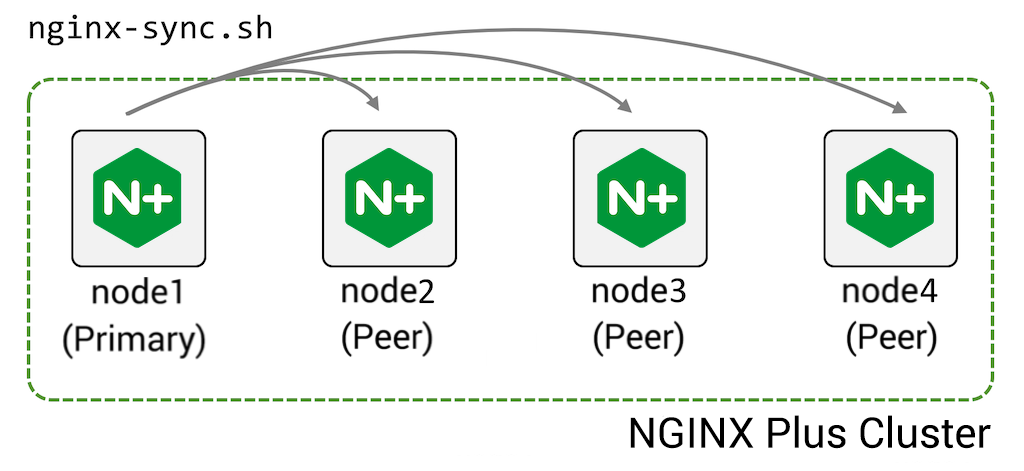 nginx-sync.sh
N+ N+ N+ N+
node1 node2 node3 node4
(Primary) (Peer) (Peer) (Peer)
NGINX Plus Cluster